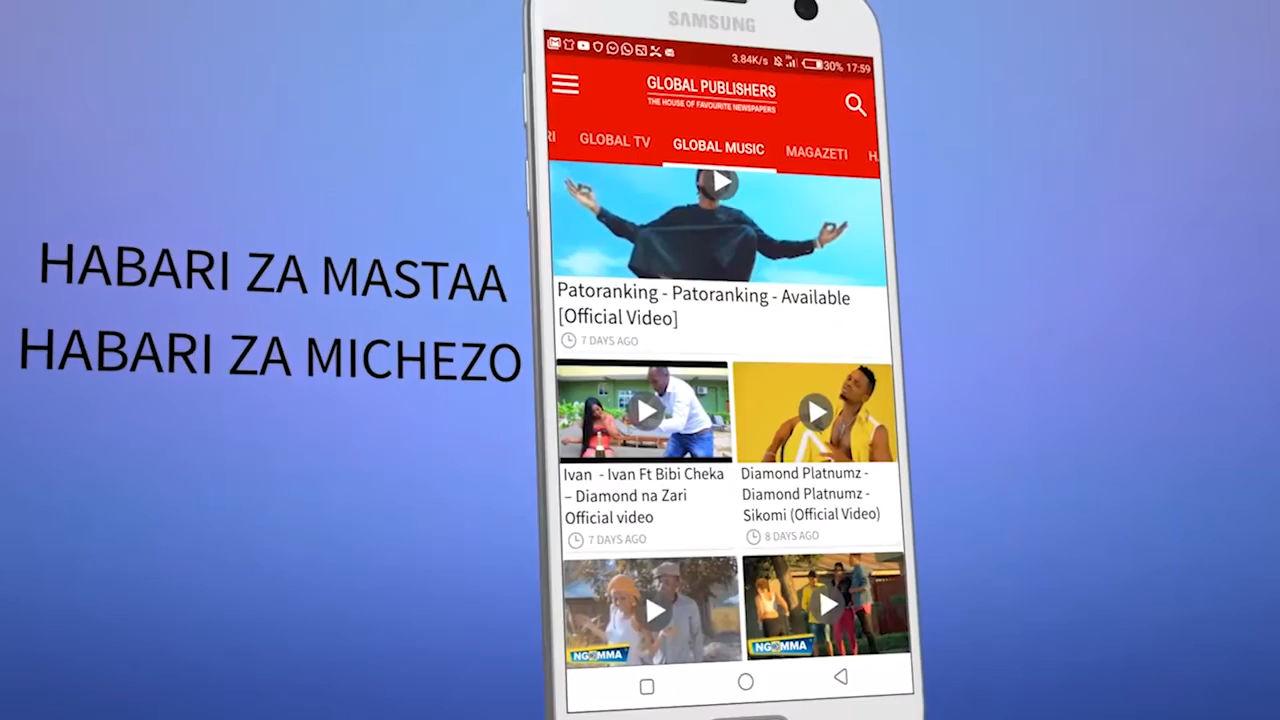 SAMSUNG
3.84K/s 30% 17:59
GLOBAL PUBLISHERS
THE HOUSE OF FAVOURITE NEWSPAPERS
RI GLOBAL TV GLOBAL MUSIC MAGAZETI
HABARI ZA MASTAA
HABARI ZA MICHEZO
Patoranking - Patoranking - Available
[Official Video]
7 DAYS AGO
Ivan - Ivan Ft Bibi Cheka
– Diamond na Zari
Official video
7 DAYS AGO
Diamond Platnumz -
Diamond Platnumz -
Sikomi (Official Video)
8 DAYS AGO
NGOMMA
NGOMMA